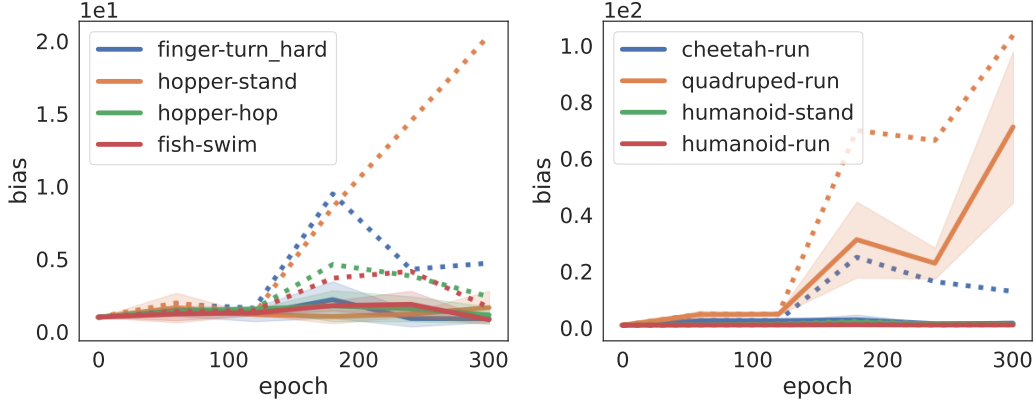 1e1
2.0
1.5
1.0
0.5
0.0
bias
finger-turn_hard
hopper-stand
hopper-hop
fish-swim
0 100 200 300
epoch
1e2
1.0
0.8
0.6
0.4
0.2
0.0
bias
cheetah-run
quadruped-run
humanoid-stand
humanoid-run
0 100 200 300
epoch